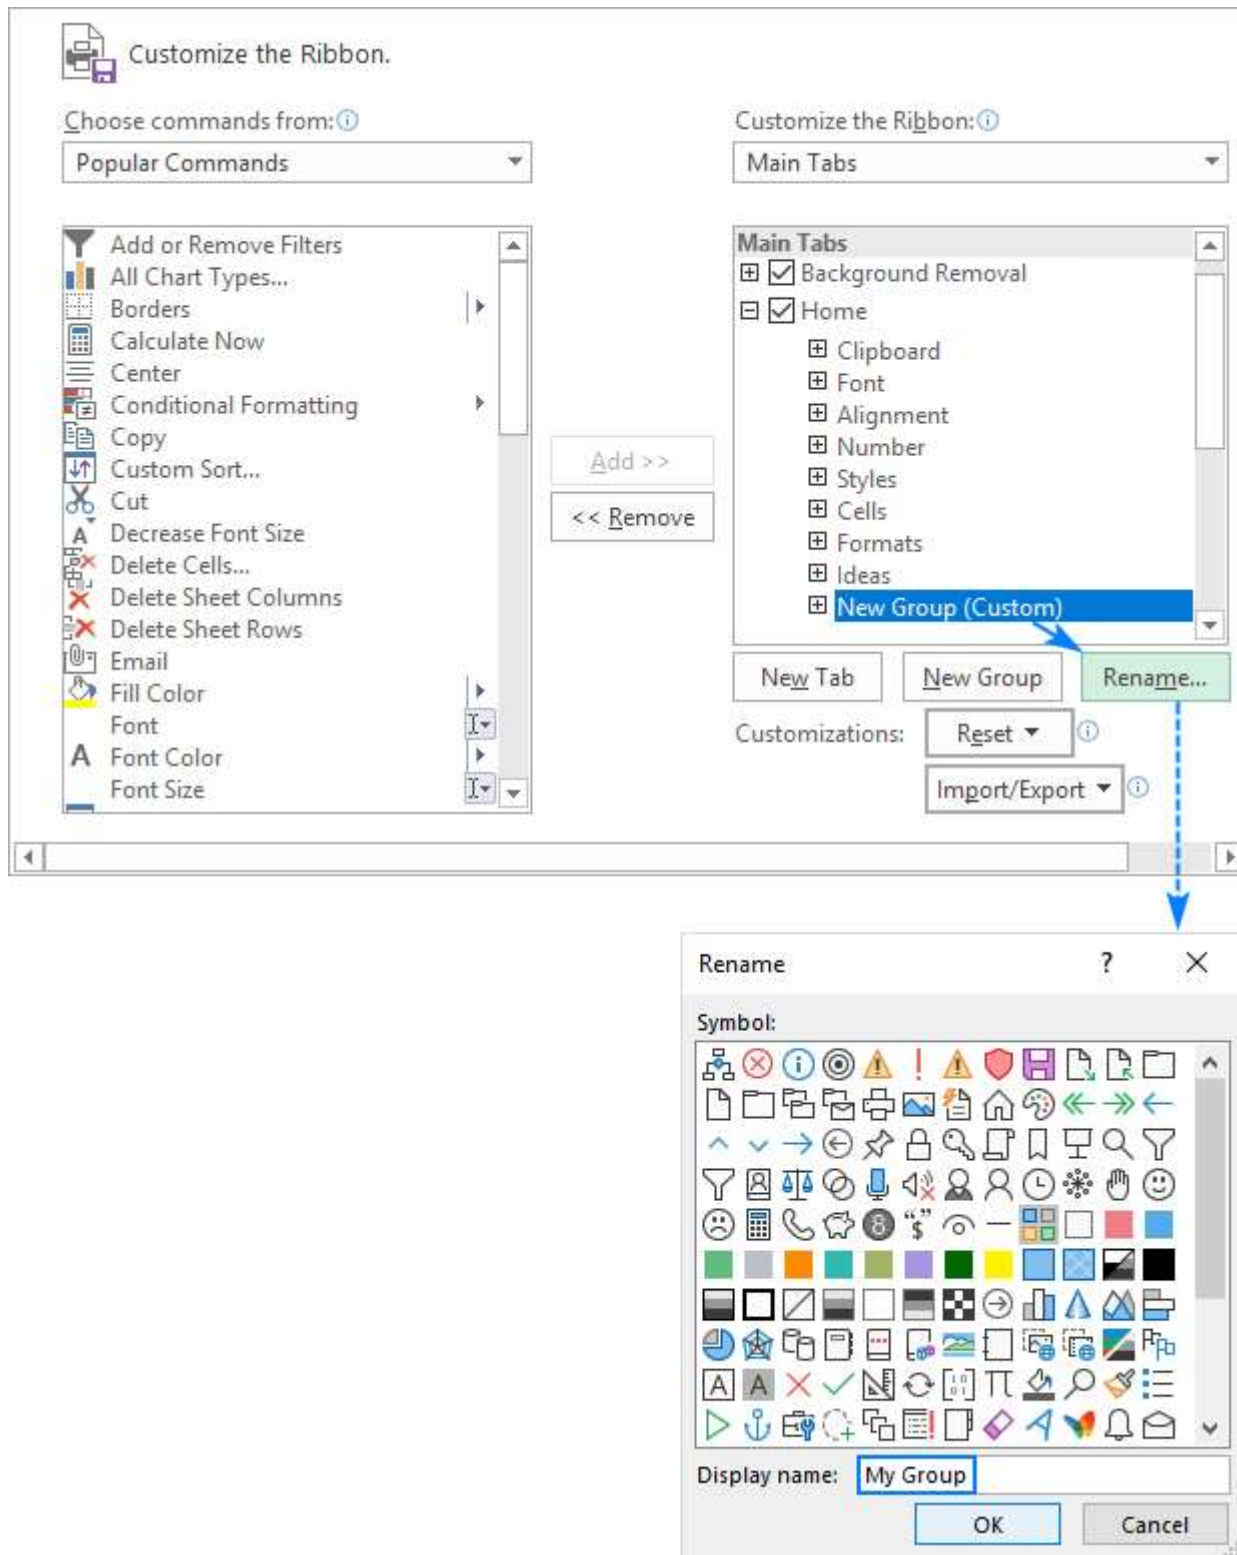 Customize the Ribbon.
Choose commands from:
Popular Commands
Add or Remove Filters
All Chart Types...
Borders
Calculate Now
Center
Conditional Formatting
Copy
Custom Sort...
Cut
Decrease Font Size
Delete Cells...
Delete Sheet Columns
Delete Sheet Rows
Email
Fill Color
Font
Font Color
Font Size
Add >>
<< Remove
Customize the Ribbon:
Main Tabs
Main Tabs
Background Removal
Home
Clipboard
Font
Alignment
Number
Styles
Cells
Formats
Ideas
New Group (Custom)
New Tab New Group Rename...
Customizations: Reset
Import/Export
Rename ?
Symbol:
Display name: My Group
OK Cancel